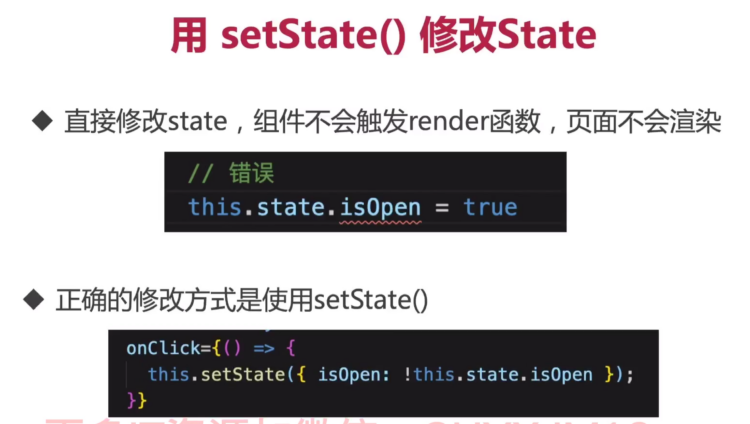 用 setState() 修改State
◆ 直接修改state，组件不会触发render函数，页面不会渲染
// 错误
this.state.isOpen = true
◆ 正确的修改方式是使用setState()
onClick={() => {
this.setState({ isOpen: !this.state.isOpen });
}}